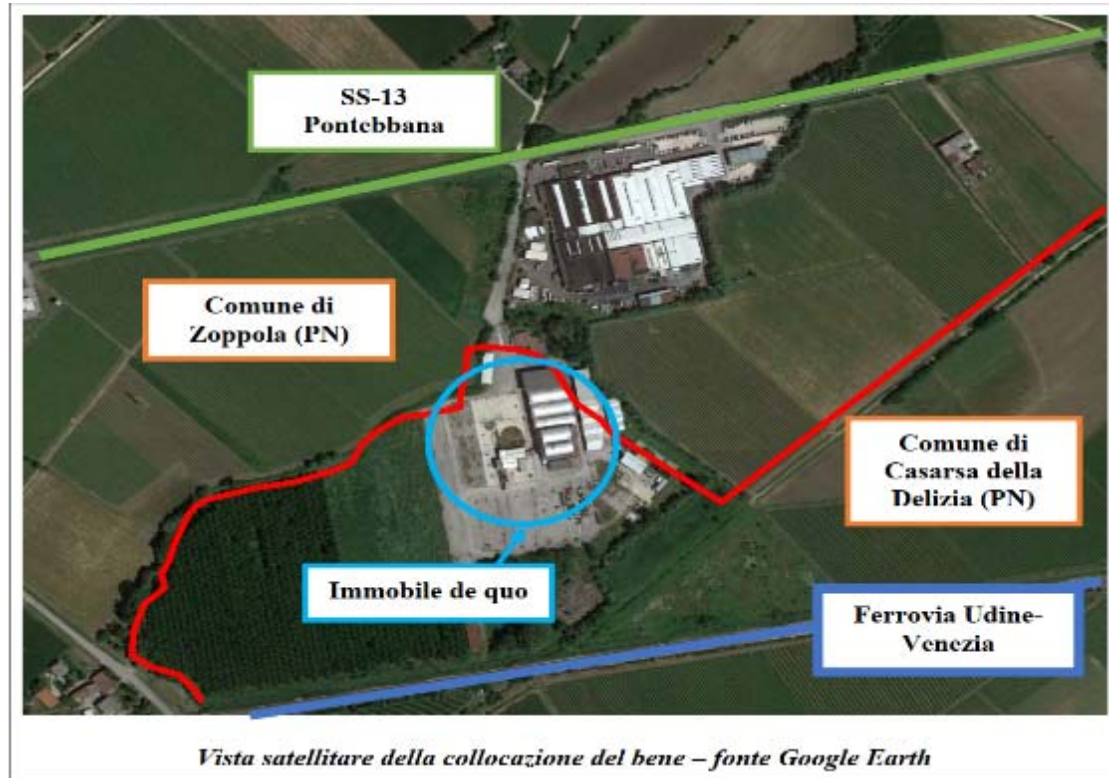 SS-13
Pontebbana
Comune di
Zoppola (PN)
Comune di
Casarsa della
Delizia (PN)
Immobile de quo
Ferrovia Udine-
Venezia
Vista satellitare della collocazione del bene – fonte Google Earth